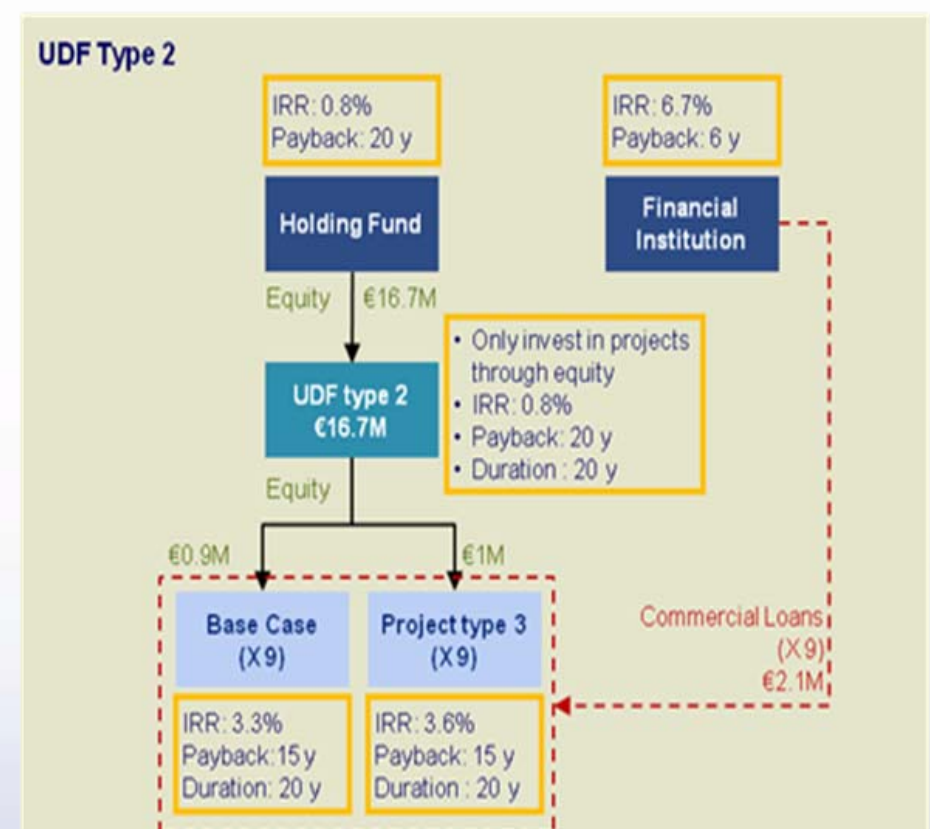 UDF Type 2
IRR: 0.8%
Payback: 20 y
IRR: 6.7%
Payback: 6 y
Holding Fund
Financial
Institution
Equity
€16.7M
• Only invest in projects
through equity
• IRR: 0.8%
• Payback: 20 y
• Duration : 20 y
UDF type 2
€16.7M
Equity
€0.9M
€1M
Base Case
(X 9)
Project type 3
(X 9)
Commercial Loans
(X 9)
€2.1M
IRR: 3.3%
Payback:15 y
Duration: 20 y
IRR: 3.6%
Payback: 15 y
Duration : 20 y